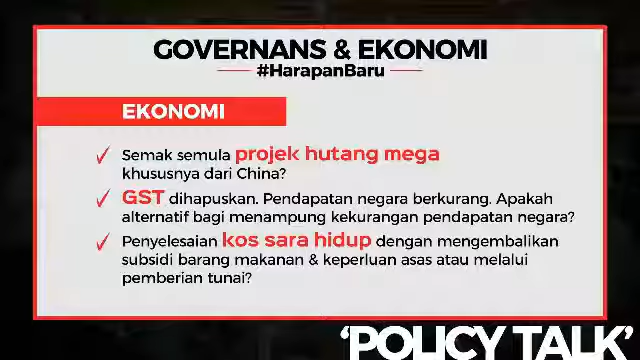 GOVERNANS & EKONOMI
#HarapanBaru
EKONOMI
Semak semula projek hutang mega
khususnya dari China?
GST dihapuskan. Pendapatan negara berkurang. Apakah
alternatif bagi menampung kekurangan pendapatan negara?
Penyelesaian kos sara hidup dengan mengembalikan
subsidi barang makanan & keperluan asas atau melalui
pemberian tunai?
‘POLICY TALK’